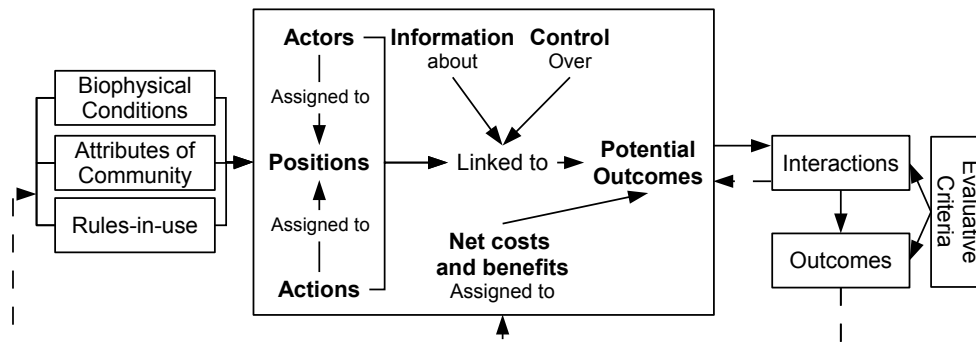 Biophysical
Conditions
Attributes of
Community
Rules-in-use
Actors
Assigned to
Positions
Assigned to
Actions
Information
about
Control
Over
Linked to
Potential
Outcomes
Net costs
and benefits
Assigned to
Interactions
Outcomes
Evaluative
Criteria